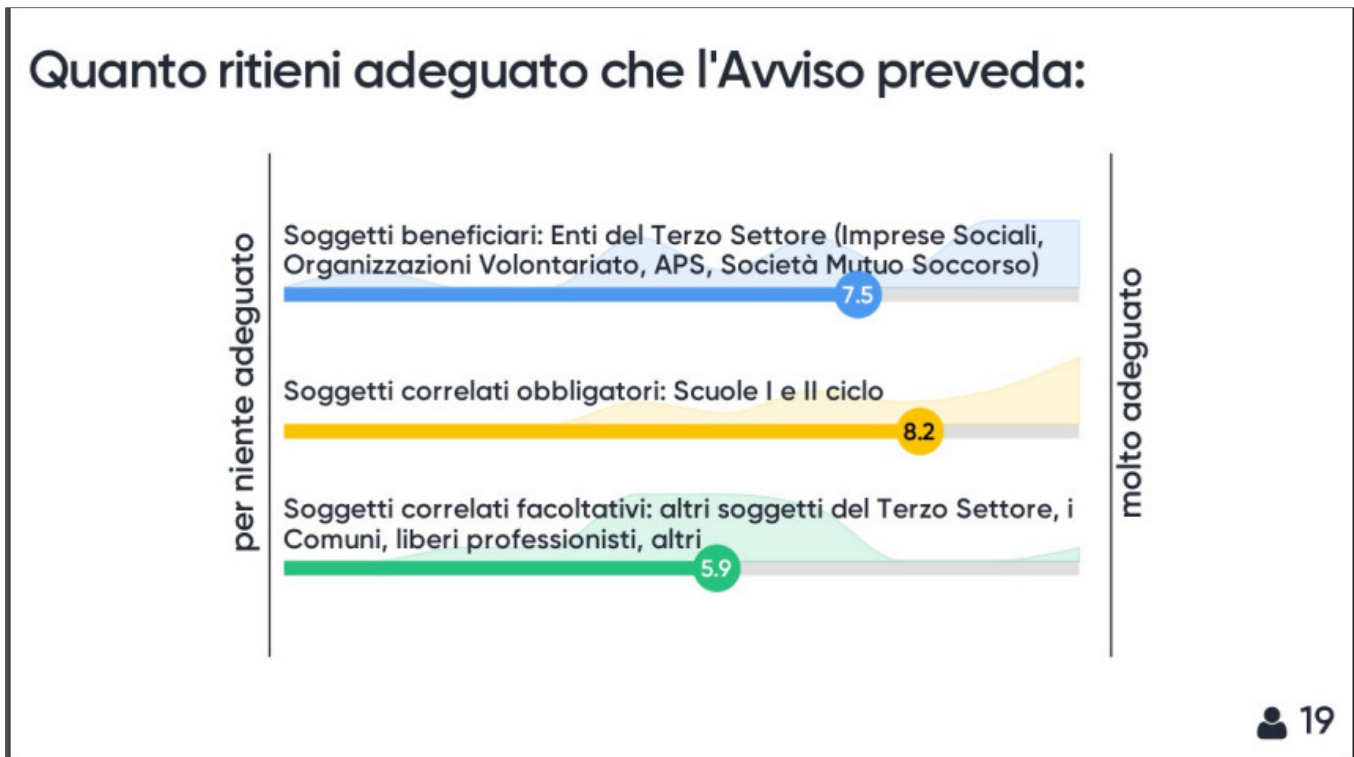 Quanto ritieni adeguato che l'Avviso preveda:
per niente adeguato
Soggetti beneficiari: Enti del Terzo Settore (Imprese Sociali,
Organizzazioni Volontariato, APS, Società Mutuo Soccorso)
7.5
Soggetti correlati obbligatori: Scuole I e II ciclo
8.2
Soggetti correlati facoltativi: altri soggetti del Terzo Settore, i
Comuni, liberi professionisti, altri
5.9
molto adeguato
19